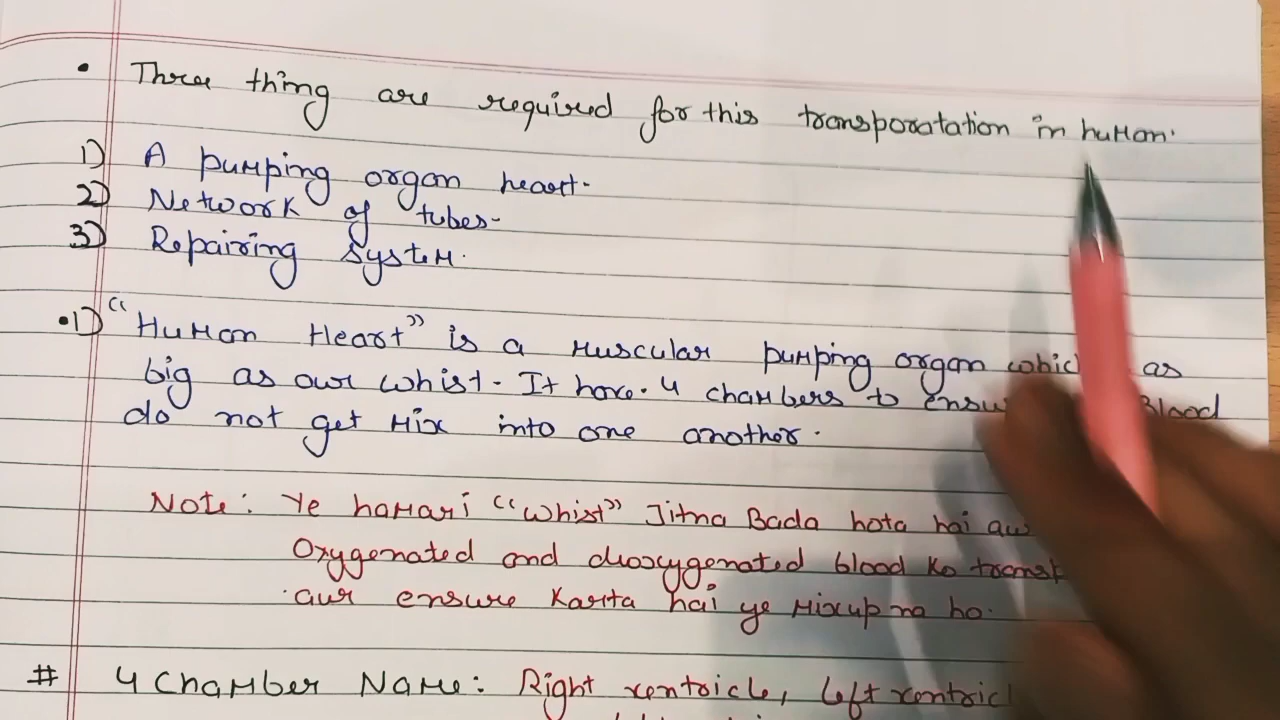 • Three thing are required for this transporatation in human.
1) A pumping organ heart.
2) Network of tubes.
3) Repairing system.
•1) "Human Heart" is a muscular pumping organ which as
big as our whist. It have 4 chambers to Blood
do not get mix into one another.
Note: Ye hamari "whist" Jitna Bada hota hai aur
Oxygenated and deoxygenated blood ko
aur ensure Karta hai ye mixup na ho.
# 4 Chamber Name: Right ventricle, left